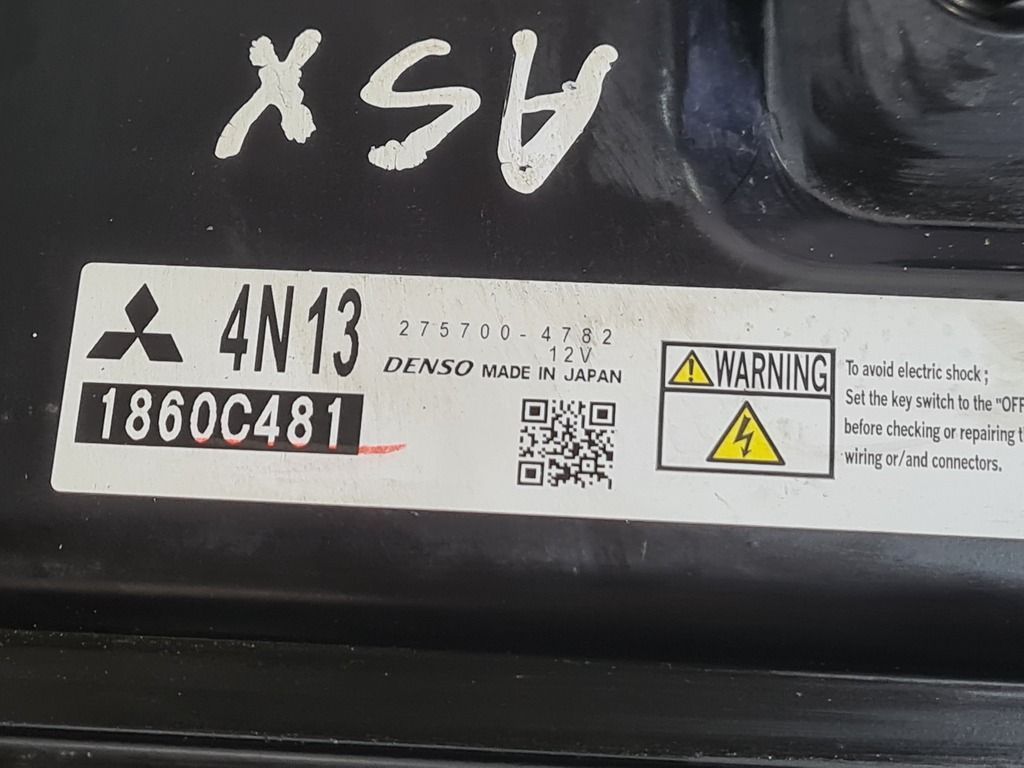 ASX
4N13
1860C481
275700-4782
12V
DENSO MADE IN JAPAN
WARNING
To avoid electric shock;
Set the key switch to the "OFF
before checking or repairing t
wiring or/and connectors.